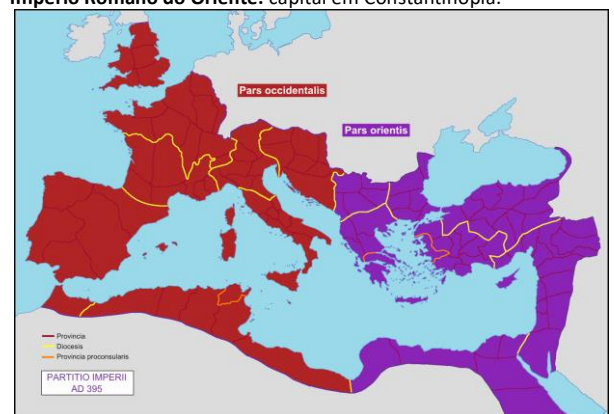 Império Romano do Oriente: capital em Constantinopla.
Pars occidentalis
Pars orientis
Provincia
Diocesis
Provincia proconsularis
PARTITIO IMPERII
AD 395